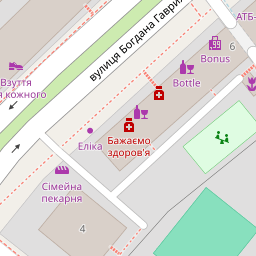 вулиця Богдана Гаври
АТБ-
6
Bonus
Bottle
Взуття
я кожного
Бажаємо
здоров'я
Еліка
Сімейна
пекарня
4